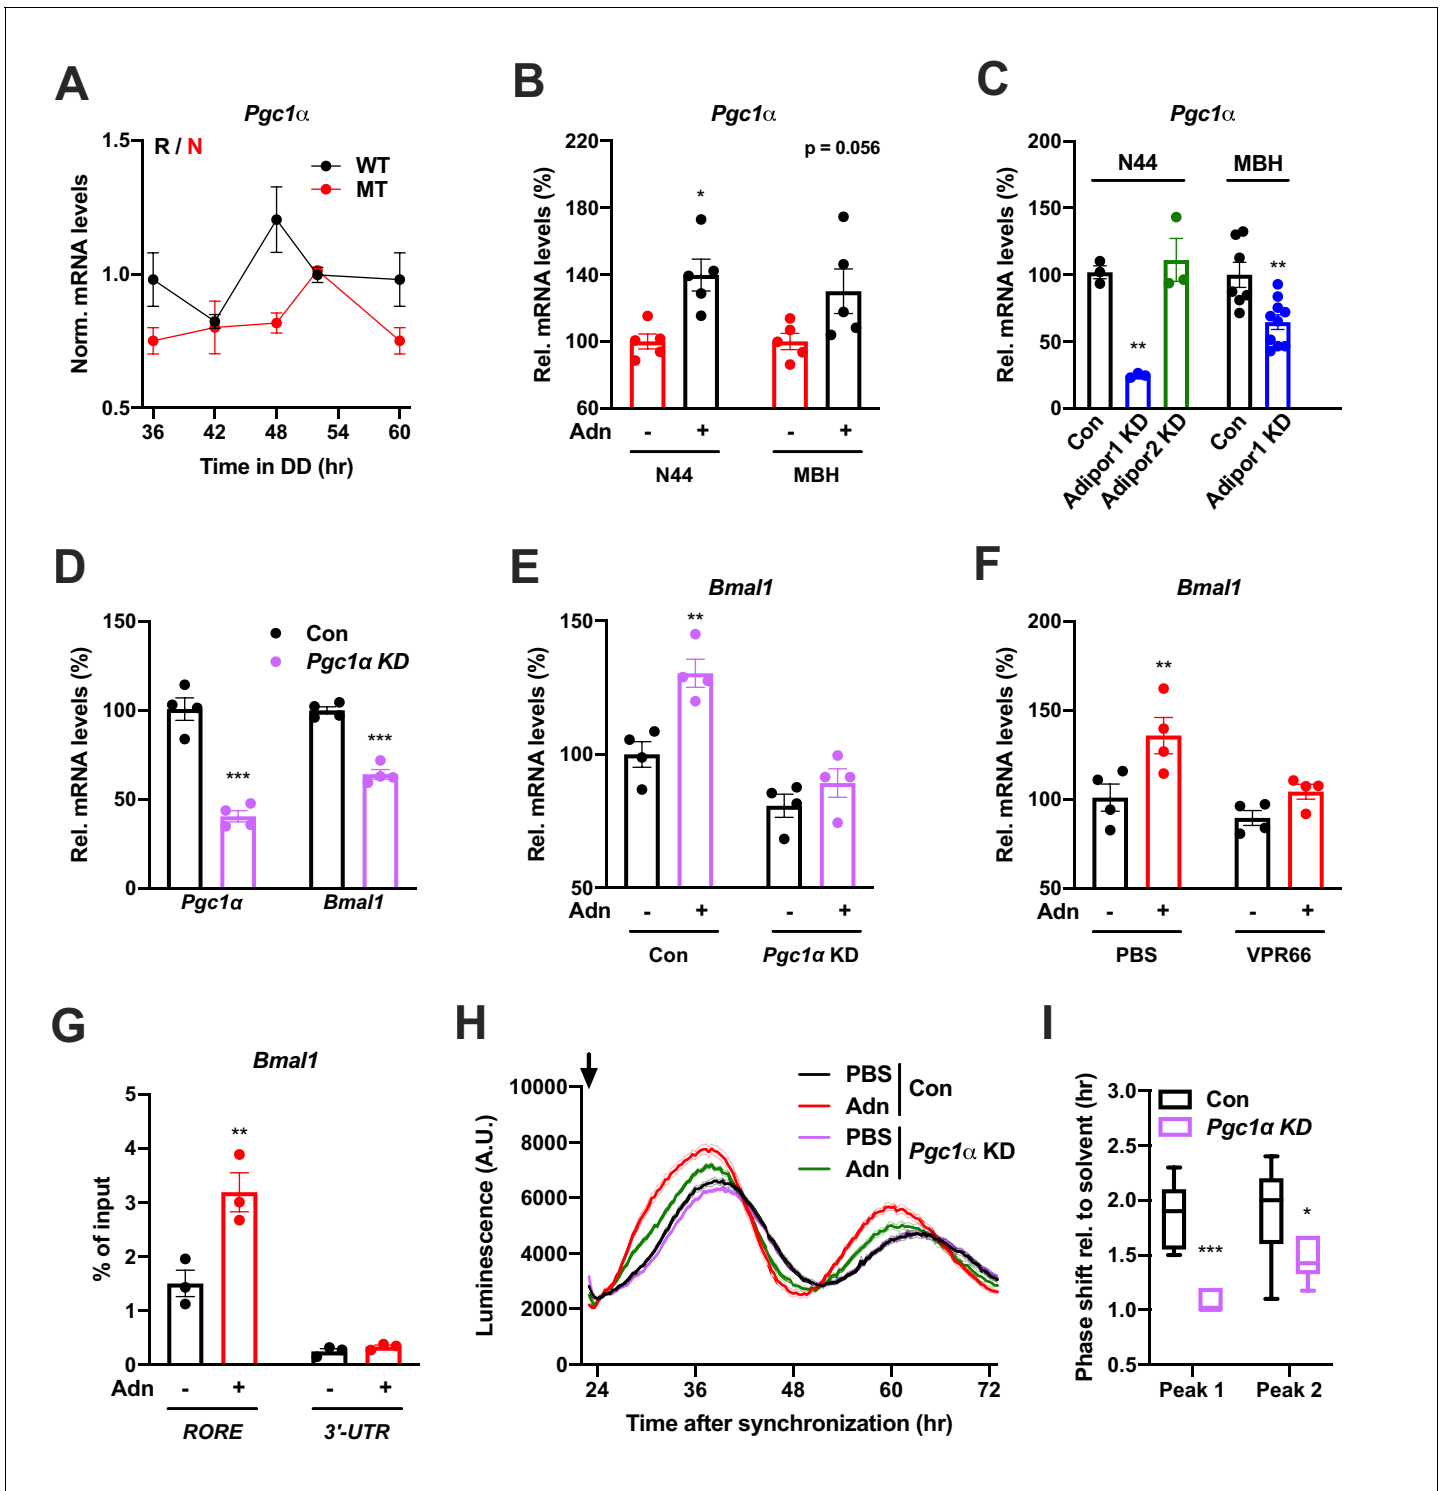 A
Pgc1α
R / N
WT
MT
Norm. mRNA levels
1.5
1.0
0.5
36 42 48 54 60
Time in DD (hr)
B
Pgc1α
p = 0.056
*
Rel. mRNA levels (%)
220
180
140
100
60
Adn - + - +
N44 MBH
C
Pgc1α
N44 MBH
** **
Rel. mRNA levels (%)
200
150
100
50
0
Con
Adipor1 KD
Adipor2 KD
Con
Adipor1 KD
D
Con
Pgc1α KD
*** ***
Rel. mRNA levels (%)
150
100
50
0
Pgc1α Bmal1
E
Bmal1
**
Rel. mRNA levels (%)
150
100
50
Adn - + - +
Con Pgc1α KD
F
Bmal1
**
Rel. mRNA levels (%)
200
150
100
50
Adn - + - +
PBS VPR66
G
Bmal1
**
% of input
5
4
3
2
1
0
Adn - + - +
RORE 3'-UTR
H
PBS
Adn
Con
PBS
Adn
Pgc1α KD
Luminescence (A.U.)
10000
8000
6000
4000
2000
0
24 36 48 60 72
Time after synchronization (hr)
I
Con
Pgc1α KD
*** *
Phase shift rel. to solvent (hr)
3.0
2.5
2.0
1.5
1.0
0.5
Peak 1 Peak 2